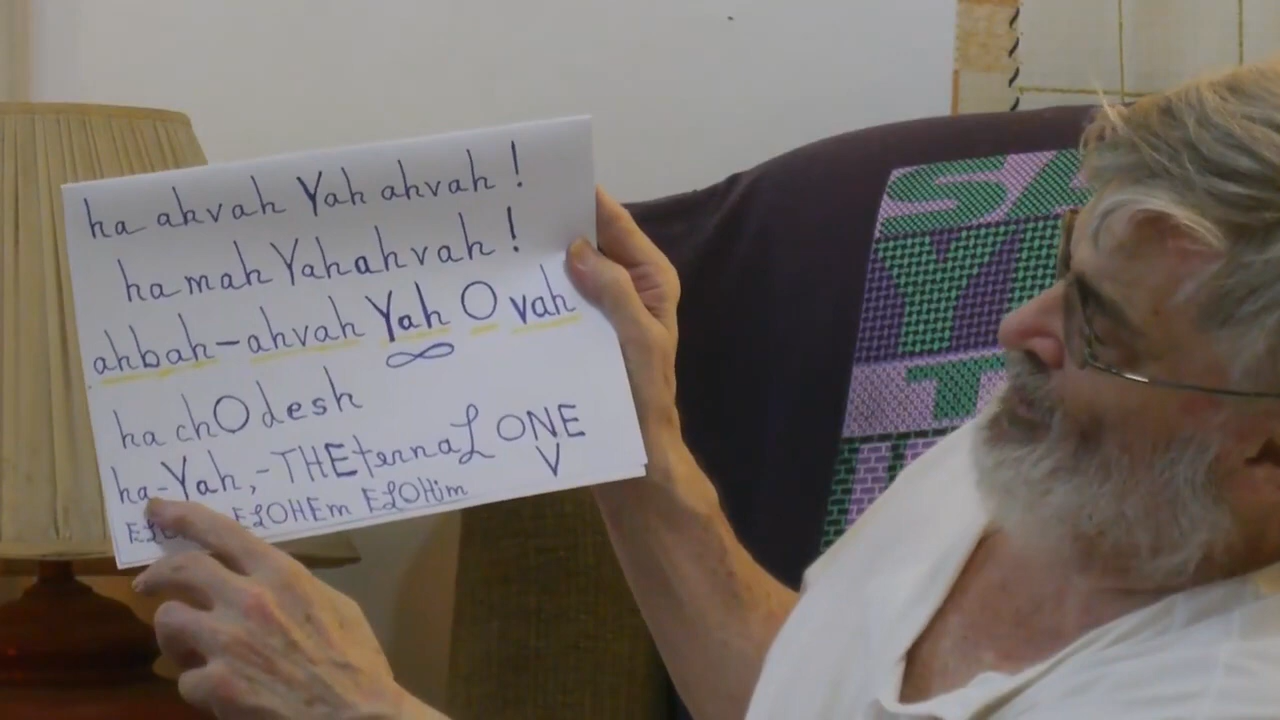 ha ahvah Yah ahvah!
ha mah Yahahvah!
ahbah-ahvah Yah O vah
∞
ha chOdesh
ha-Yah,-THEternaL ONE
V
ELOHEm ELOHim